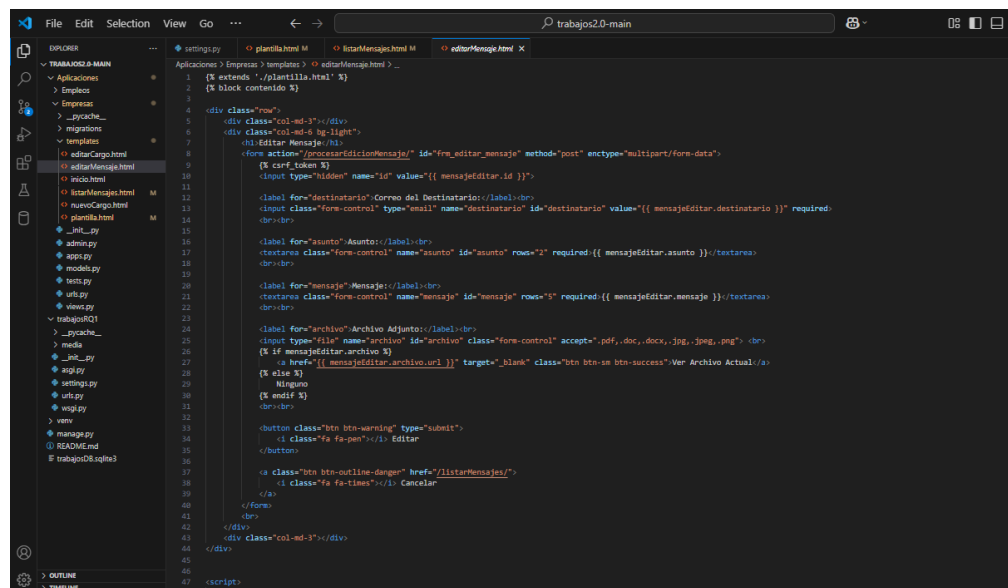 File Edit Selection View Go ... trabajos2.0-main
EXPLORER ...
TRABAJOS2.0-MAIN
Aplicaciones
Empleos
Empresas
__pycache__
migrations
templates
editarCargo.html
editarMensaje.html
inicio.html
listarMensajes.html M
nuevoCargo.html
plantilla.html M
__init__.py
admin.py
apps.py
models.py
tests.py
urls.py
views.py
trabajosRQ1
__pycache__
media
__init__.py
asgi.py
settings.py
urls.py
wsgi.py
venv
manage.py
README.md
trabajosDB.sqlite3
OUTLINE
TIMELINE
settings.py plantilla.html M listarMensajes.html M editarMensaje.html
Aplicaciones > Empresas > templates > editarMensaje.html > ...
1 {% extends './plantilla.html' %}
2 {% block contenido %}
3
4 <div class="row">
5 <div class="col-md-3"></div>
6 <div class="col-md-6 bg-light">
7 <h1>Editar Mensaje</h1>
8 <form action="/procesarEdicionMensaje/" id="frm_editar_mensaje" method="post" enctype="multipart/form-data">
9 {% csrf_token %}
10 <input type="hidden" name="id" value="{{ mensajeEditar.id }}">
11
12 <label for="destinatario">Correo del Destinatario:</label><br>
13 <input class="form-control" type="email" name="destinatario" id="destinatario" value="{{ mensajeEditar.destinatario }}" required>
14 <br><br>
15
16 <label for="asunto">Asunto:</label><br>
17 <textarea class="form-control" name="asunto" id="asunto" rows="2" required>{{ mensajeEditar.asunto }}</textarea>
18 <br><br>
19
20 <label for="mensaje">Mensaje:</label><br>
21 <textarea class="form-control" name="mensaje" id="mensaje" rows="5" required>{{ mensajeEditar.mensaje }}</textarea>
22 <br><br>
23
24 <label for="archivo">Archivo Adjunto:</label><br>
25 <input type="file" name="archivo" id="archivo" class="form-control" accept=".pdf,.doc,.docx,.jpg,.jpeg,.png"> <br>
26 {% if mensajeEditar.archivo %}
27 <a href="{{ mensajeEditar.archivo.url }}" target="_blank" class="btn btn-sm btn-success">Ver Archivo Actual</a>
28 {% else %}
29 Ninguno
30 {% endif %}
31 <br><br>
32
33 <button class="btn btn-warning" type="submit">
34 <i class="fa fa-pen"></i> Editar
35 </button>
36
37 <a class="btn btn-outline-danger" href="/listarMensajes/">
38 <i class="fa fa-times"></i> Cancelar
39 </a>
40 </form>
41 <br>
42 </div>
43 <div class="col-md-3"></div>
44 </div>
45
46
47 <script>